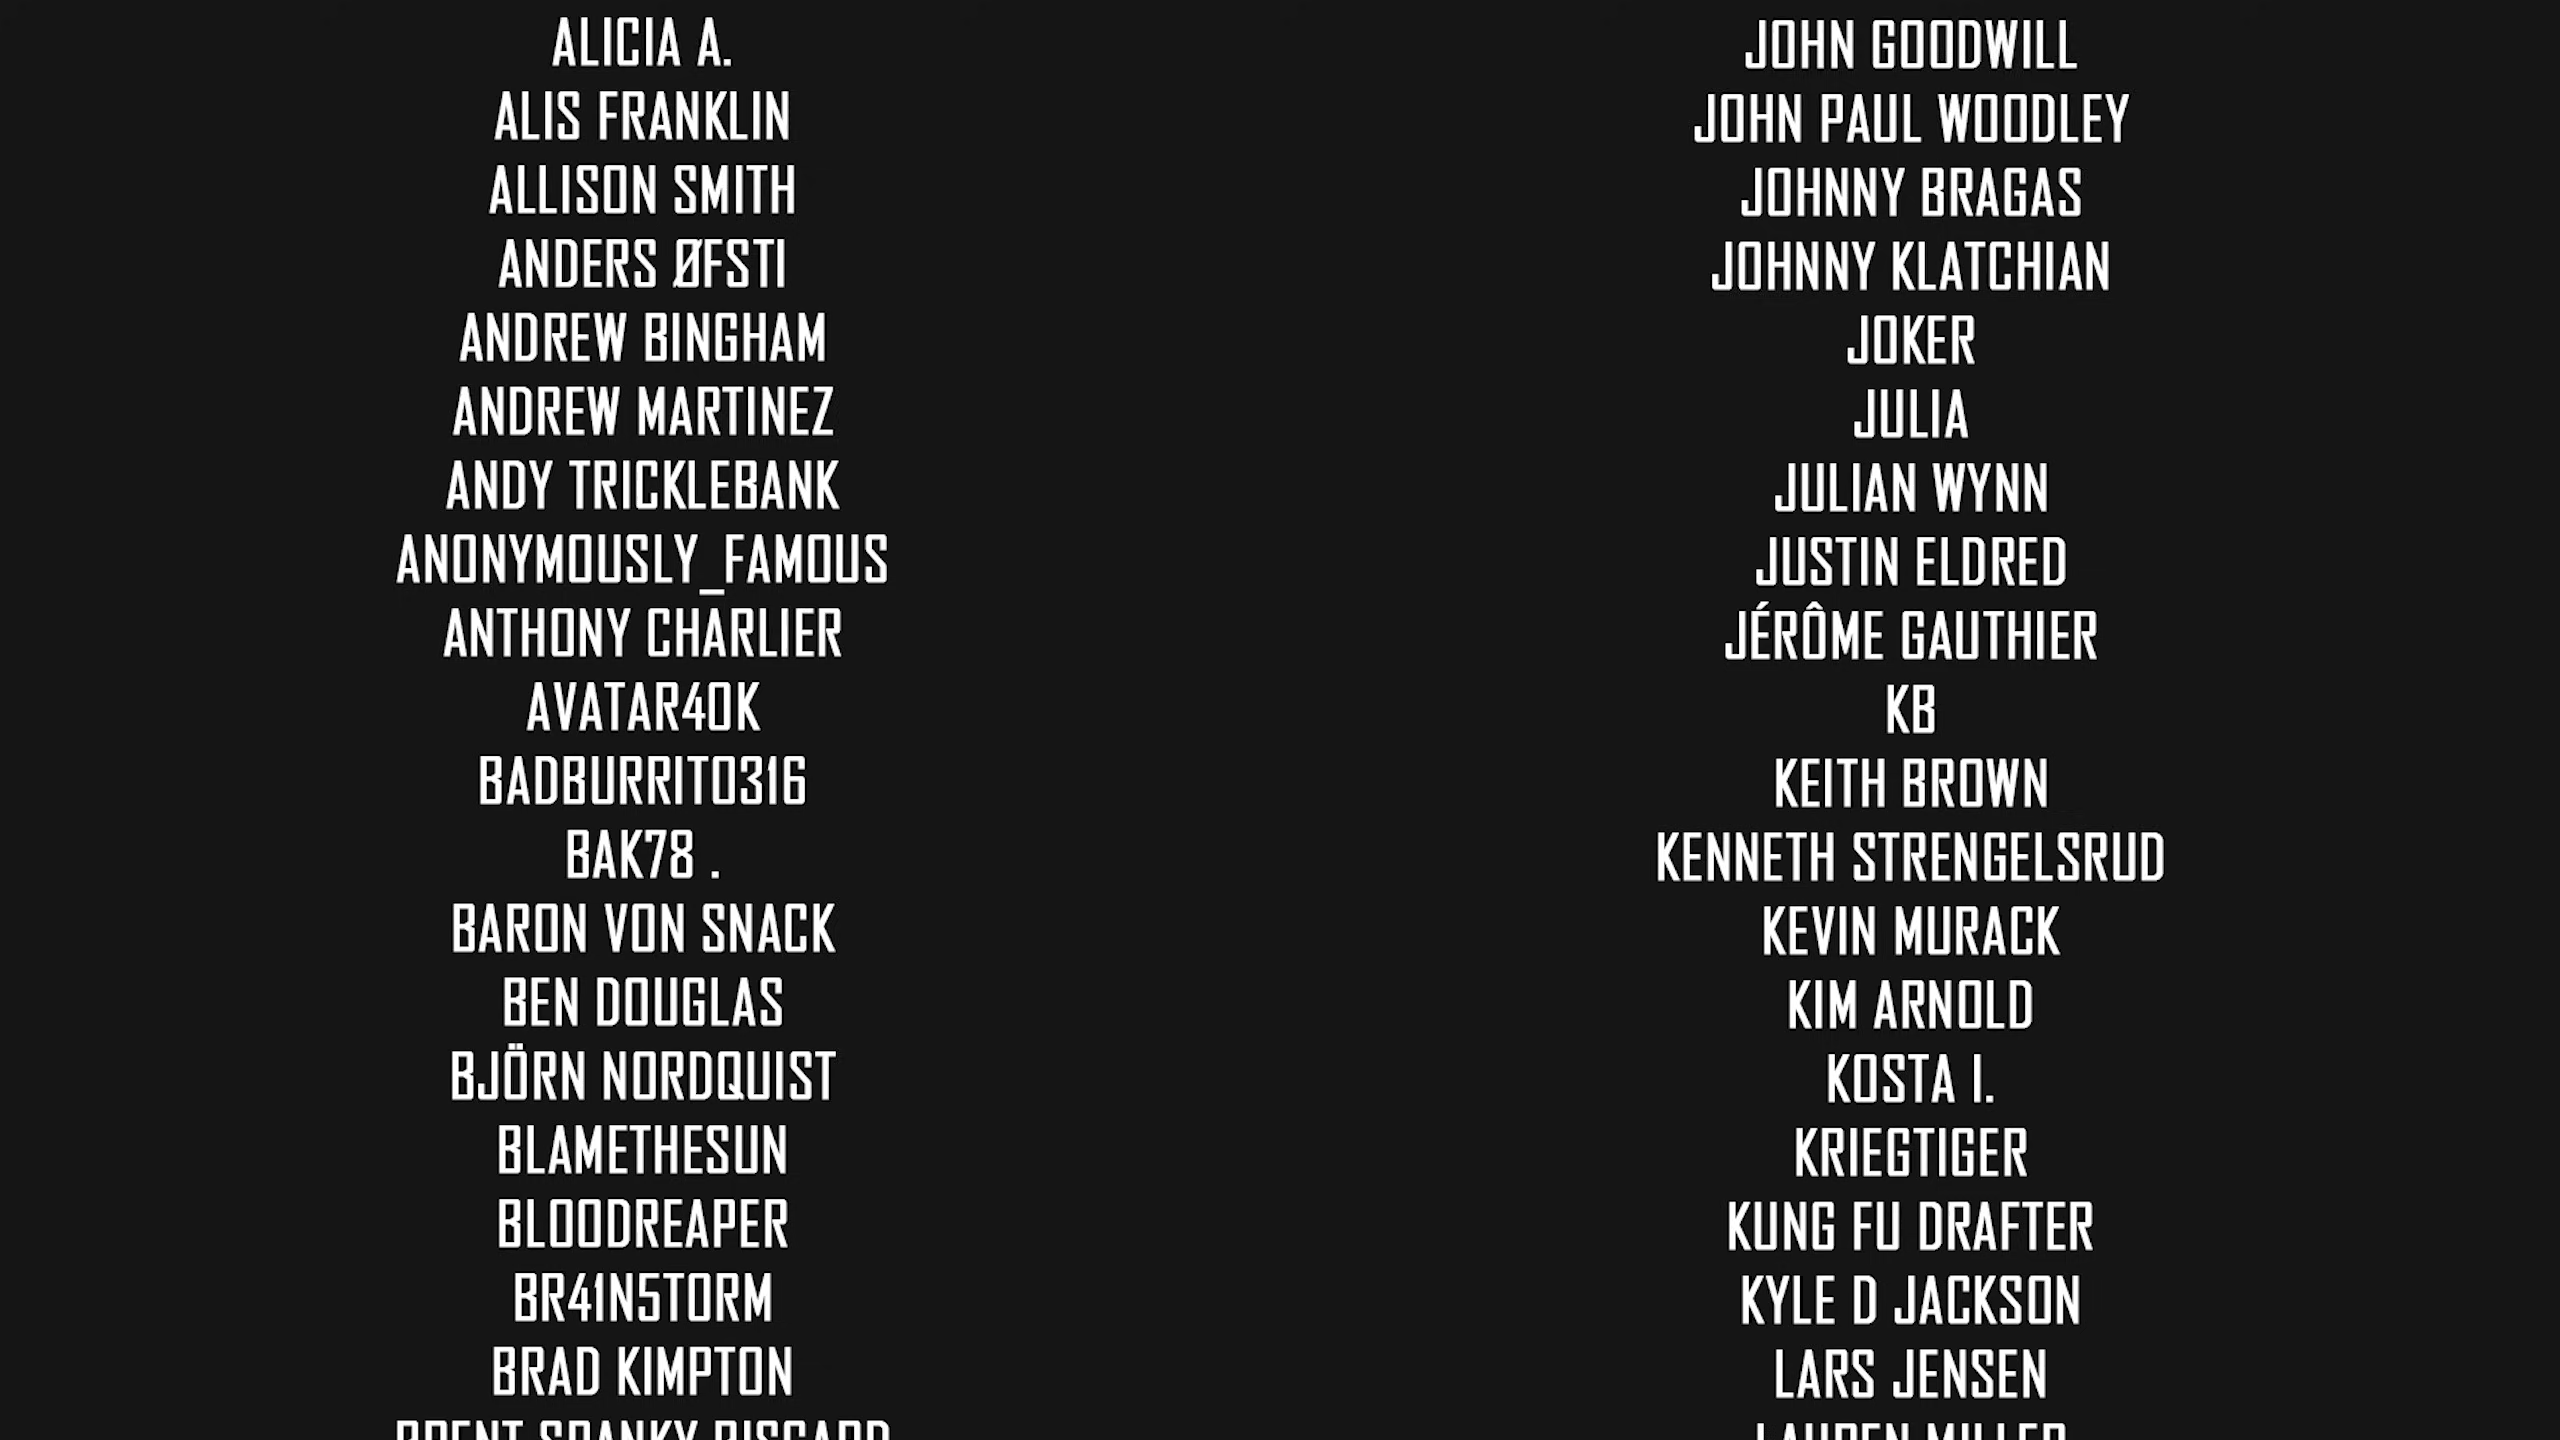 ALICIA A.
ALIS FRANKLIN
ALLISON SMITH
ANDERS ØFSTI
ANDREW BINGHAM
ANDREW MARTINEZ
ANDY TRICKLEBANK
ANONYMOUSLY_FAMOUS
ANTHONY CHARLIER
AVATAR40K
BADBURRITO316
BAK78 .
BARON VON SNACK
BEN DOUGLAS
BJÖRN NORDQUIST
BLAMETHESUN
BLOODREAPER
BR41N5TORM
BRAD KIMPTON
JOHN GOODWILL
JOHN PAUL WOODLEY
JOHNNY BRAGAS
JOHNNY KLATCHIAN
JOKER
JULIA
JULIAN WYNN
JUSTIN ELDRED
JÉRÔME GAUTHIER
KB
KEITH BROWN
KENNETH STRENGELSRUD
KEVIN MURACK
KIM ARNOLD
KOSTA I.
KRIEGTIGER
KUNG FU DRAFTER
KYLE D JACKSON
LARS JENSEN